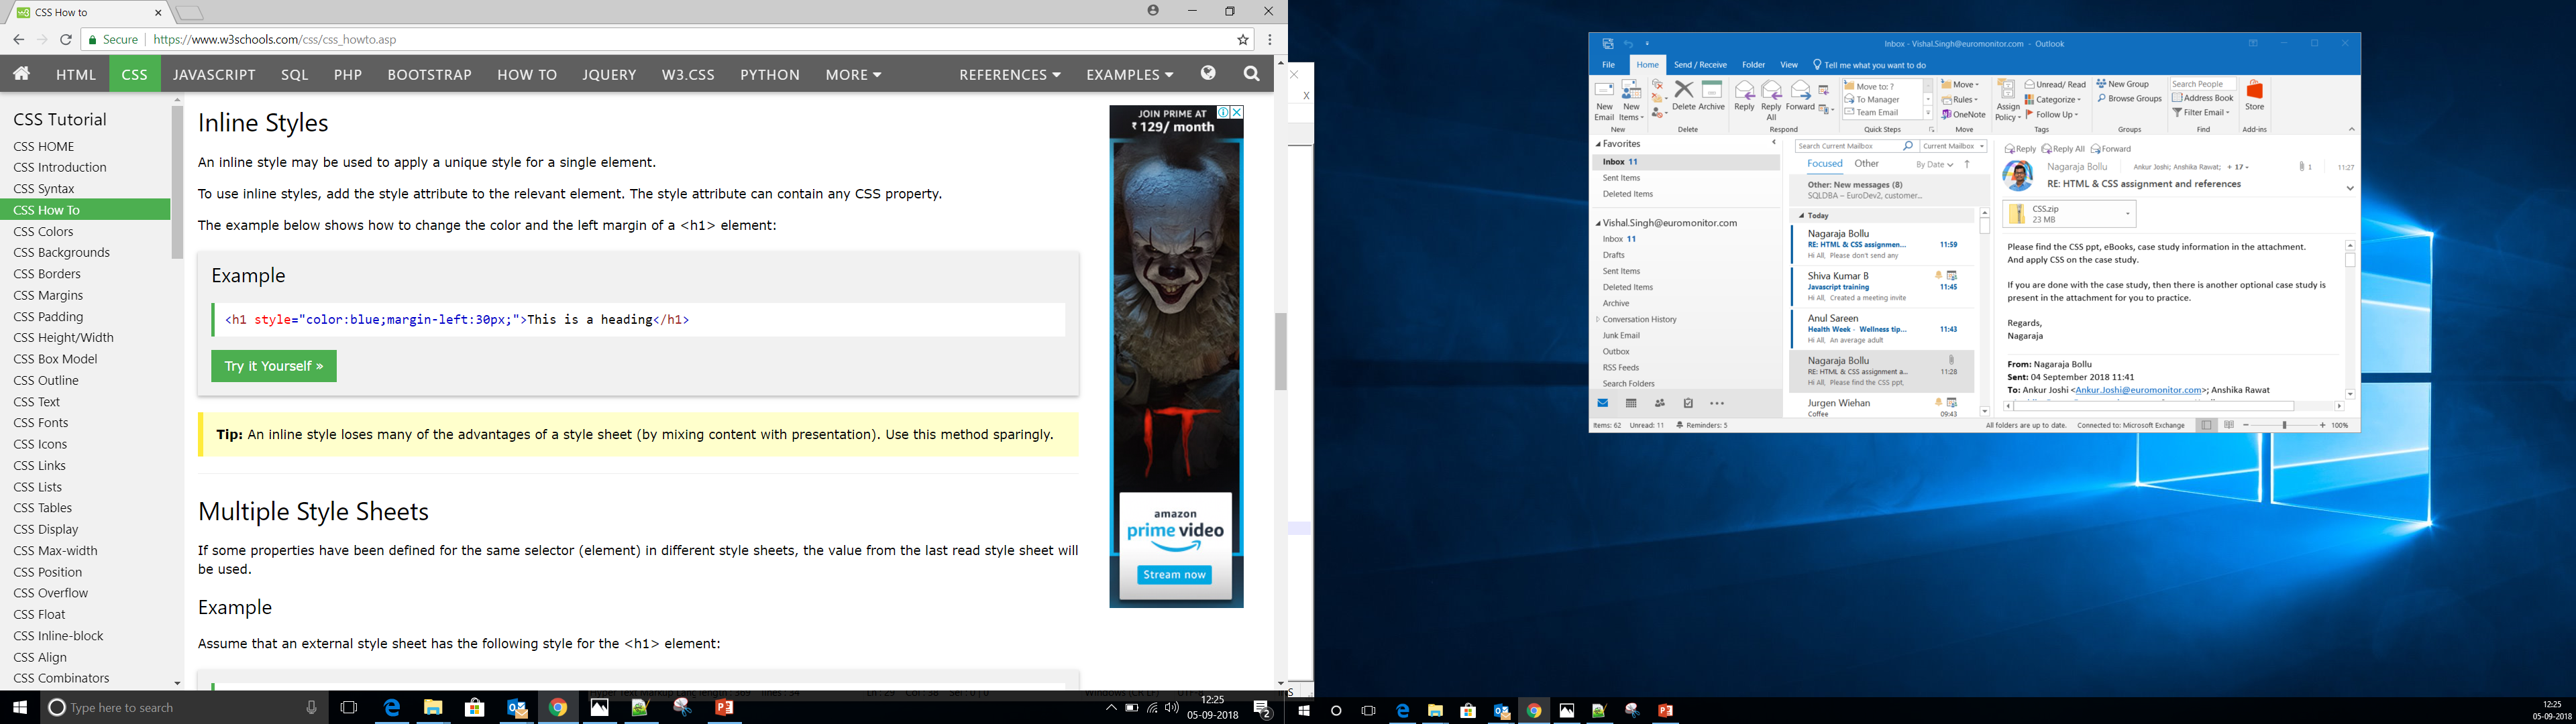 CSS How to
Secure | https://www.w3schools.com/css/css_howto.asp
HTML CSS JAVASCRIPT SQL PHP BOOTSTRAP HOW TO JQUERY W3.CSS PYTHON MORE REFERENCES EXAMPLES
CSS Tutorial
CSS HOME
CSS Introduction
CSS Syntax
CSS How To
CSS Colors
CSS Backgrounds
CSS Borders
CSS Margins
CSS Padding
CSS Height/Width
CSS Box Model
CSS Outline
CSS Text
CSS Fonts
CSS Icons
CSS Links
CSS Lists
CSS Tables
CSS Display
CSS Max-width
CSS Position
CSS Overflow
CSS Float
CSS Inline-block
CSS Align
CSS Combinators
Inline Styles
An inline style may be used to apply a unique style for a single element.
To use inline styles, add the style attribute to the relevant element. The style attribute can contain any CSS property.
The example below shows how to change the color and the left margin of a <h1> element:
Example
<h1 style="color:blue;margin-left:30px;">This is a heading</h1>
Try it Yourself »
Tip: An inline style loses many of the advantages of a style sheet (by mixing content with presentation). Use this method sparingly.
Multiple Style Sheets
If some properties have been defined for the same selector (element) in different style sheets, the value from the last read style sheet will
be used.
Example
Assume that an external style sheet has the following style for the <h1> element:
JOIN PRIME AT
₹ 129/ month
IT
amazon
prime video
Stream now
Type here to search
12:25
05-09-2018
2
Inbox - Vishal.Singh@euromonitor.com - Outlook
File Home Send / Receive Folder View Tell me what you want to do
New Email
New Items
New
Delete Archive
Delete
Reply
Reply All
Forward
Respond
Move to: ?
To Manager
Team Email
Quick Steps
Move
Rules
OneNote
Move
Assign Policy
Unread/ Read
Categorize
Follow Up
Tags
New Group
Browse Groups
Groups
Search People
Address Book
Filter Email
Find
Store
Add-ins
Favorites
Inbox 11
Sent Items
Deleted Items
Vishal.Singh@euromonitor.com
Inbox 11
Drafts
Sent Items
Deleted Items
Archive
Conversation History
Junk Email
Outbox
RSS Feeds
Search Folders
Search Current Mailbox Current Mailbox
Focused Other By Date
Other: New messages (8)
SQLDBA – EuroDev2, customer...
Today
Nagaraja Bollu
RE: HTML & CSS assignmen... 11:59
Hi All, Please don't send any
Shiva Kumar B
Javascript training 11:45
Hi All, Created a meeting invite
Anul Sareen
Health Week - Wellness tip... 11:43
Hi All, An average adult
Nagaraja Bollu
RE: HTML & CSS assignment a... 11:28
Hi All, Please find the CSS ppt,
Jurgen Wiehan
Coffee 09:43
Reply Reply All Forward
Nagaraja Bollu Ankur Joshi; Anshika Rawat; + 17 1 11:27
RE: HTML & CSS assignment and references
CSS.zip
23 MB
Please find the CSS ppt, eBooks, case study information in the attachment.
And apply CSS on the case study.
If you are done with the case study, then there is another optional case study is
present in the attachment for you to practice.
Regards,
Nagaraja
From: Nagaraja Bollu
Sent: 04 September 2018 11:41
To: Ankur Joshi <Ankur.Joshi@euromonitor.com>; Anshika Rawat
Items: 62 Unread: 11 Reminders: 5 All folders are up to date. Connected to: Microsoft Exchange 100%
12:25
05-09-2018